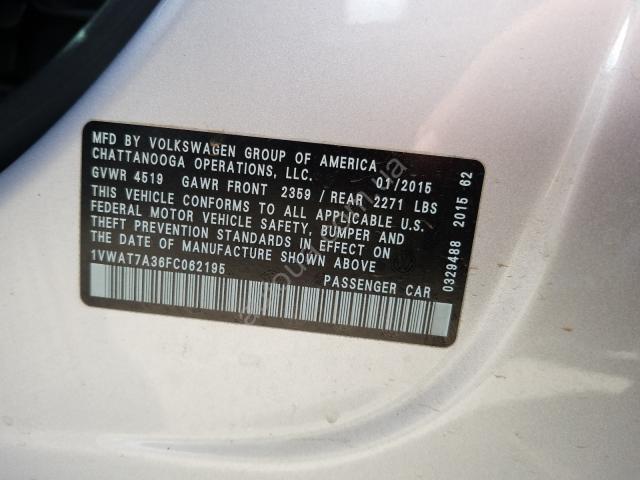 MFD BY VOLKSWAGEN GROUP OF AMERICA
CHATTANOOGA OPERATIONS, LLC. 01/2015
GVWR 4519 GAWR FRONT 2359 / REAR 2271 LBS
THIS VEHICLE CONFORMS TO ALL APPLICABLE U.S.
FEDERAL MOTOR VEHICLE SAFETY, BUMPER AND
THEFT PREVENTION STANDARDS IN EFFECT ON
THE DATE OF MANUFACTURE SHOWN ABOVE
1VWAT7A36FC062195
PASSENGER CAR
0329488 2015 62